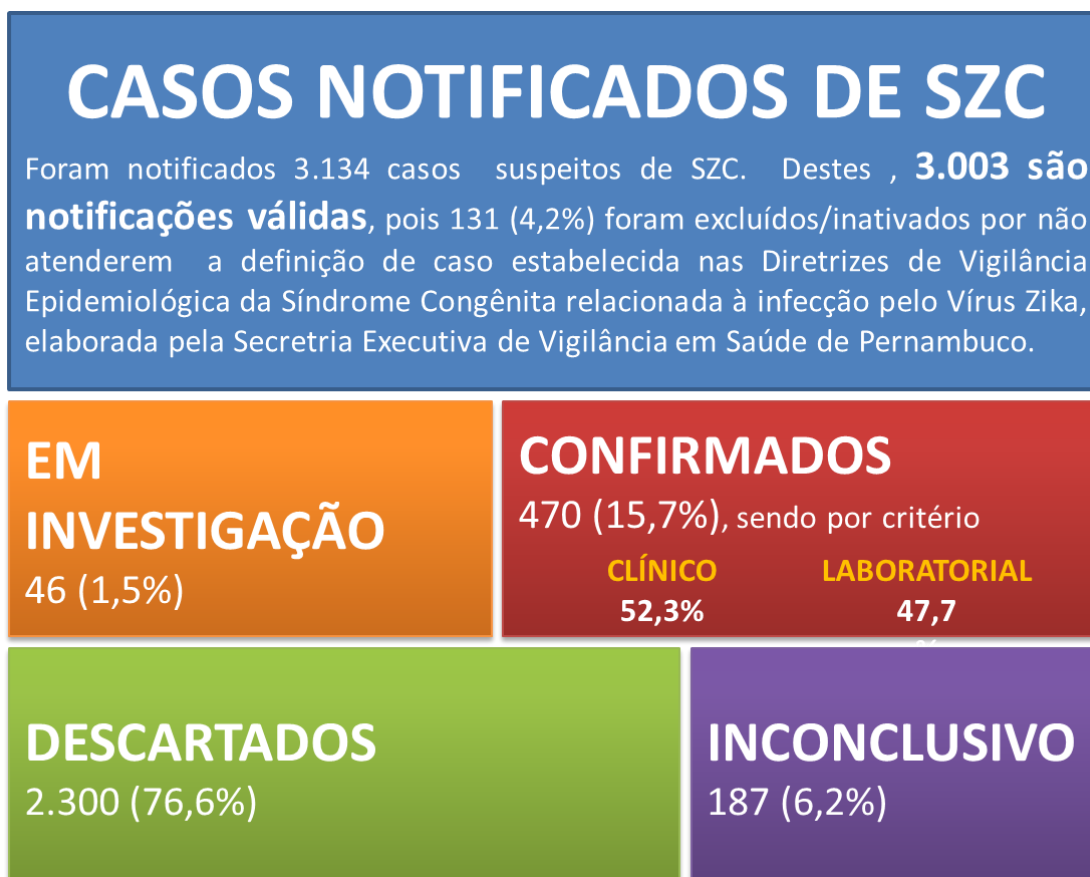 CASOS NOTIFICADOS DE SZC
Foram notificados 3.134 casos suspeitos de SZC. Destes , 3.003 são
notificações válidas, pois 131 (4,2%) foram excluídos/inativados por não
atenderem a definição de caso estabelecida nas Diretrizes de Vigilância
Epidemiológica da Síndrome Congênita relacionada à infecção pelo Vírus Zika,
elaborada pela Secretria Executiva de Vigilância em Saúde de Pernambuco.
EM
INVESTIGAÇÃO
46 (1,5%)
CONFIRMADOS
470 (15,7%), sendo por critério
CLÍNICO LABORATORIAL
52,3% 47,7
%
DESCARTADOS
2.300 (76,6%)
INCONCLUSIVO
187 (6,2%)